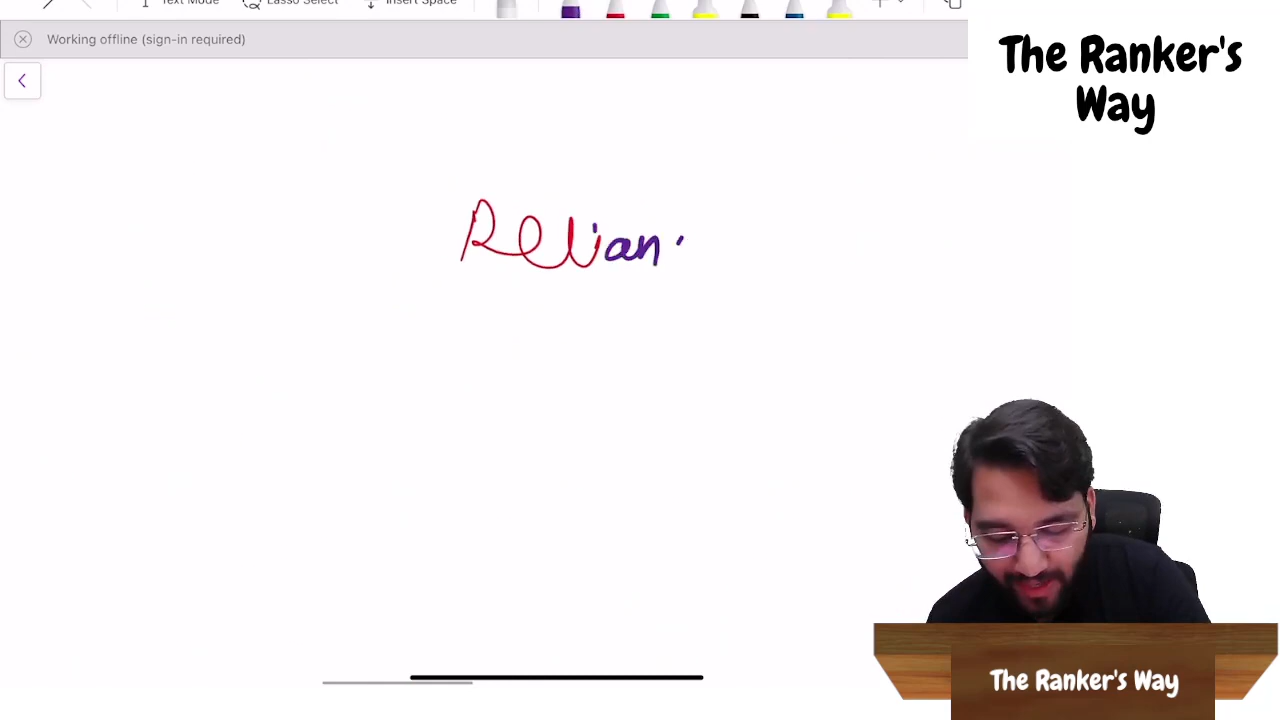 Text Mode
Lasso Select
Insert Space
Working offline (sign-in required)
The Ranker's
Way
Relian
The Ranker's Way